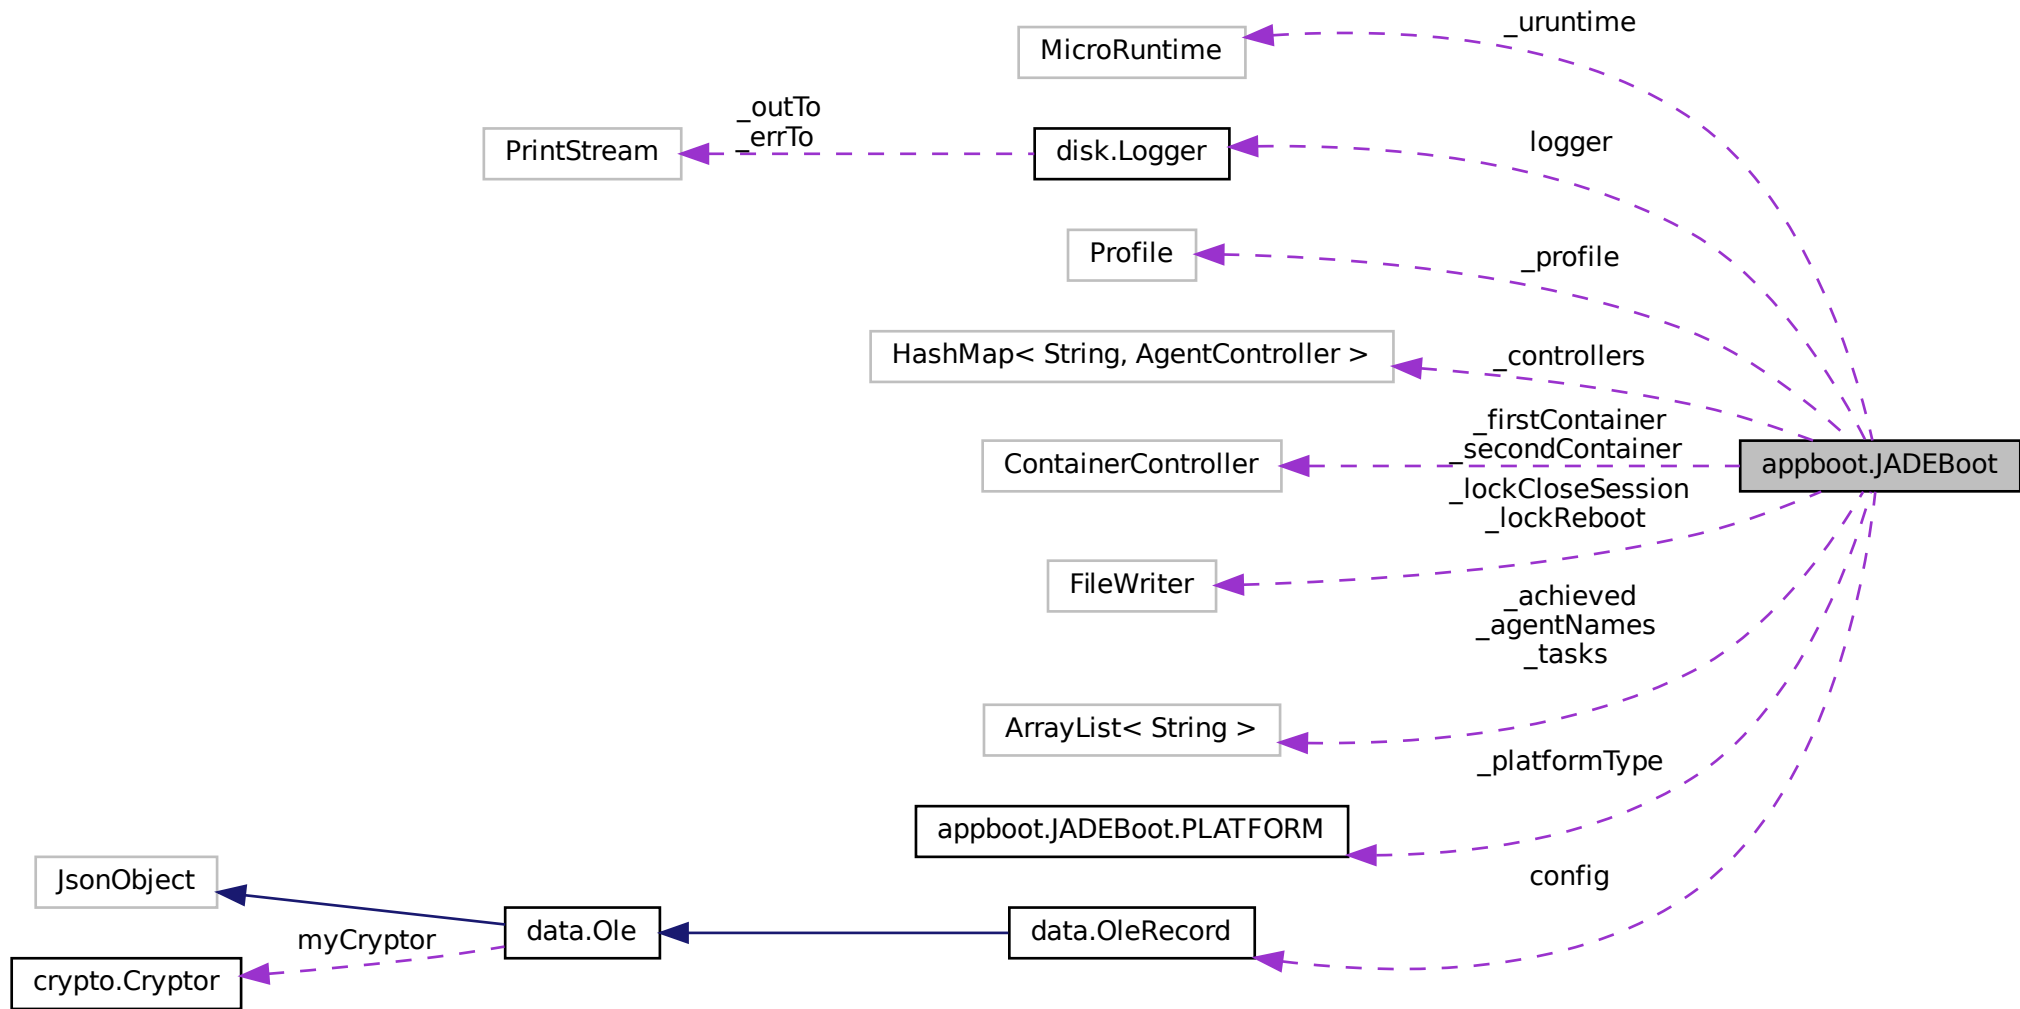 _uruntime
MicroRuntime
_outTo
_errTo
PrintStream
disk.Logger
logger
Profile
_profile
HashMap< String, AgentController >
_controllers
_firstContainer
_secondContainer
ContainerController
appboot.JADEBoot
_lockCloseSession
_lockReboot
FileWriter
_achieved
_agentNames
_tasks
ArrayList< String >
_platformType
appboot.JADEBoot.PLATFORM
JsonObject
config
data.Ole
data.OleRecord
myCryptor
crypto.Cryptor